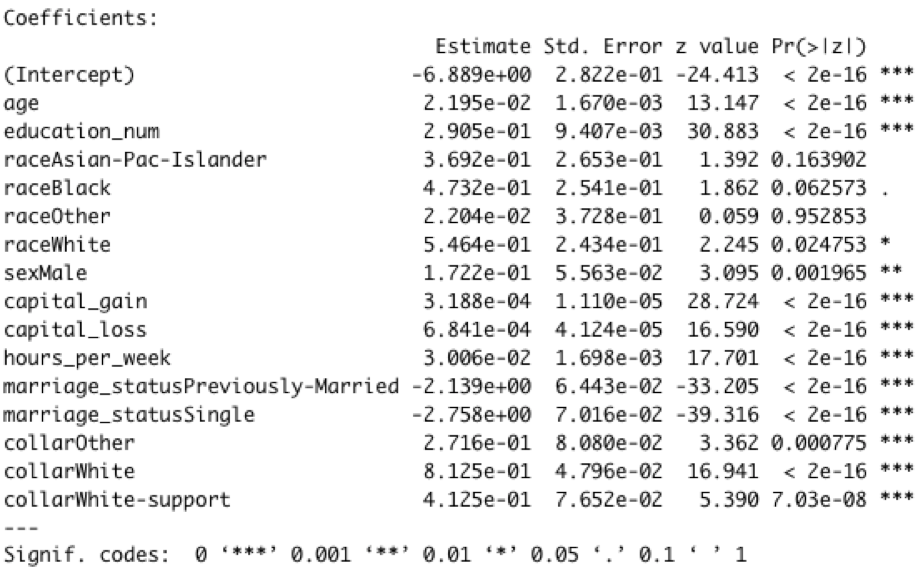 Coefficients:
Estimate Std. Error z value Pr(>|z|)
(Intercept) -6.889e+00 2.822e-01 -24.413 < 2e-16 ***
age 2.195e-02 1.670e-03 13.147 < 2e-16 ***
education_num 2.905e-01 9.407e-03 30.883 < 2e-16 ***
raceAsian-Pac-Islander 3.692e-01 2.653e-01 1.392 0.163902
raceBlack 4.732e-01 2.541e-01 1.862 0.062573 .
raceOther 2.204e-02 3.728e-01 0.059 0.952853
raceWhite 5.464e-01 2.434e-01 2.245 0.024753 *
sexMale 1.722e-01 5.563e-02 3.095 0.001965 **
capital_gain 3.188e-04 1.110e-05 28.724 < 2e-16 ***
capital_loss 6.841e-04 4.124e-05 16.590 < 2e-16 ***
hours_per_week 3.006e-02 1.698e-03 17.701 < 2e-16 ***
marriage_statusPreviously-Married -2.139e+00 6.443e-02 -33.205 < 2e-16 ***
marriage_statusSingle -2.758e+00 7.016e-02 -39.316 < 2e-16 ***
collarOther 2.716e-01 8.080e-02 3.362 0.000775 ***
collarWhite 8.125e-01 4.796e-02 16.941 < 2e-16 ***
collarWhite-support 4.125e-01 7.652e-02 5.390 7.03e-08 ***
---
Signif. codes: 0 ‘***’ 0.001 ‘**’ 0.01 ‘*’ 0.05 ‘.’ 0.1 ‘ ’ 1